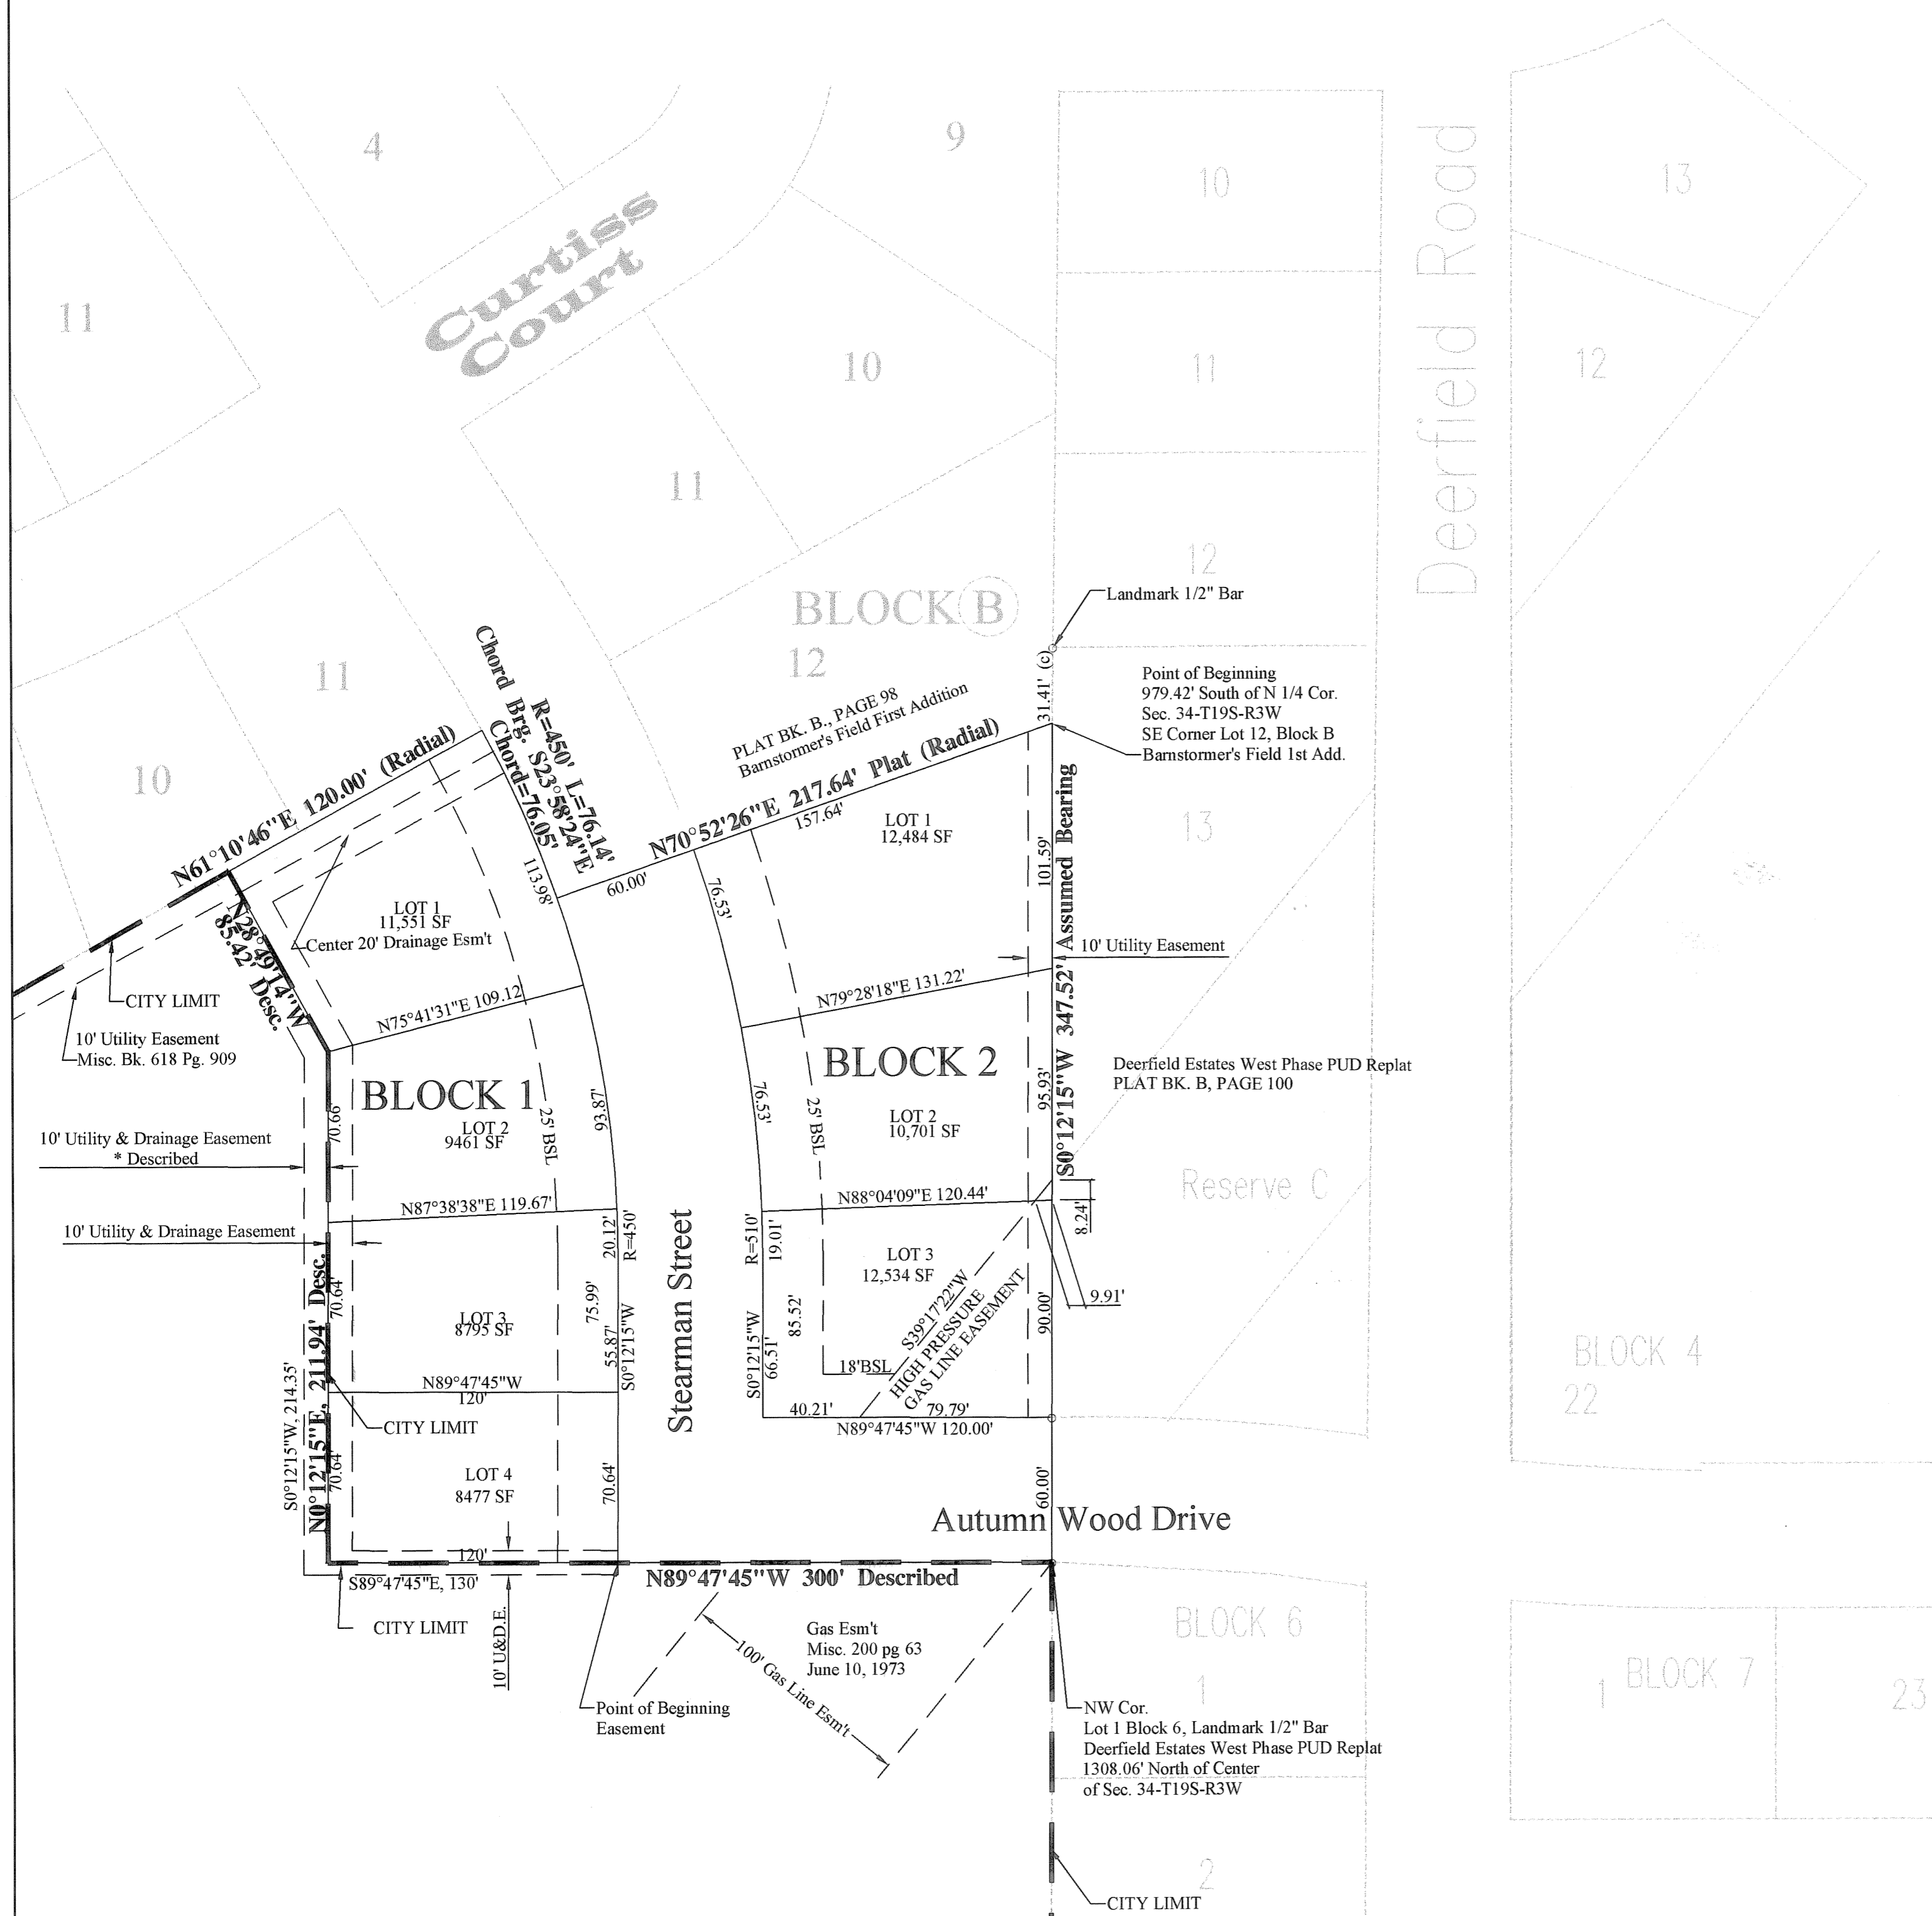 4
9
10
13
Deerfield Road
Curtiss
Court
11
10
11
12
11
12
BLOCK B
12
Landmark 1/2" Bar
31.41' (c)
Point of Beginning
979.42' South of N 1/4 Cor.
Sec. 34-T19S-R3W
SE Corner Lot 12, Block B
Barnstormer's Field 1st Add.
11
10
PLAT BK. B., PAGE 98
Barnstormer's Field First Addition
R=450' L=76.14'
Chord Brg. S23°58'24"E
Chord=76.05'
N61°10'46"E 120.00' (Radial)
N70°52'26"E 217.64' Plat (Radial)
157.64'
60.00'
LOT 1
12,484 SF
101.59'
S0°12'15"W 347.52' Assumed Bearing
13
113.98'
76.53'
LOT 1
11,551 SF
Center 20' Drainage Esm't
N28°49'14"W
85.42' Desc.
CITY LIMIT
10' Utility Easement
Misc. Bk. 618 Pg. 909
N75°41'31"E 109.12
10' Utility Easement
N79°28'18"E 131.22'
BLOCK 1
BLOCK 2
Deerfield Estates West Phase PUD Replat
PLAT BK. B, PAGE 100
LOT 2
9461 SF
70.66'
25' BSL
93.87'
76.53'
25' BSL
LOT 2
10,701 SF
95.93'
10' Utility & Drainage Easement
* Described
N87°38'38"E 119.67'
N88°04'09"E 120.44'
Reserve C
8.24'
9.91'
10' Utility & Drainage Easement
20.12'
R=450'
Stearman Street
R=510'
19.01'
LOT 3
12,534 SF
S39°17'22"W
HIGH PRESSURE
GAS LINE EASEMENT
90.00'
N0°12'15"E, 211.94' Desc.
70.64'
LOT 3
8795 SF
75.99'
55.87'
S0°12'15"W
S0°12'15"W
66.51'
85.52'
18'BSL
BLOCK 4
22
N89°47'45"W
120'
40.21'
79.79'
N89°47'45"W 120.00'
CITY LIMIT
S0°12'15"W, 214.35'
70.64'
LOT 4
8477 SF
70.64'
60.00'
Autumn Wood Drive
120'
S89°47'45"E, 130'
N89°47'45"W 300' Described
CITY LIMIT
10' U&D.E.
Gas Esm't
Misc. 200 pg 63
June 10, 1973
100' Gas Line Esm't
Point of Beginning
Easement
BLOCK 6
1
BLOCK 7
1
23
NW Cor.
Lot 1 Block 6, Landmark 1/2" Bar
Deerfield Estates West Phase PUD Replat
1308.06' North of Center
of Sec. 34-T19S-R3W
2
CITY LIMIT